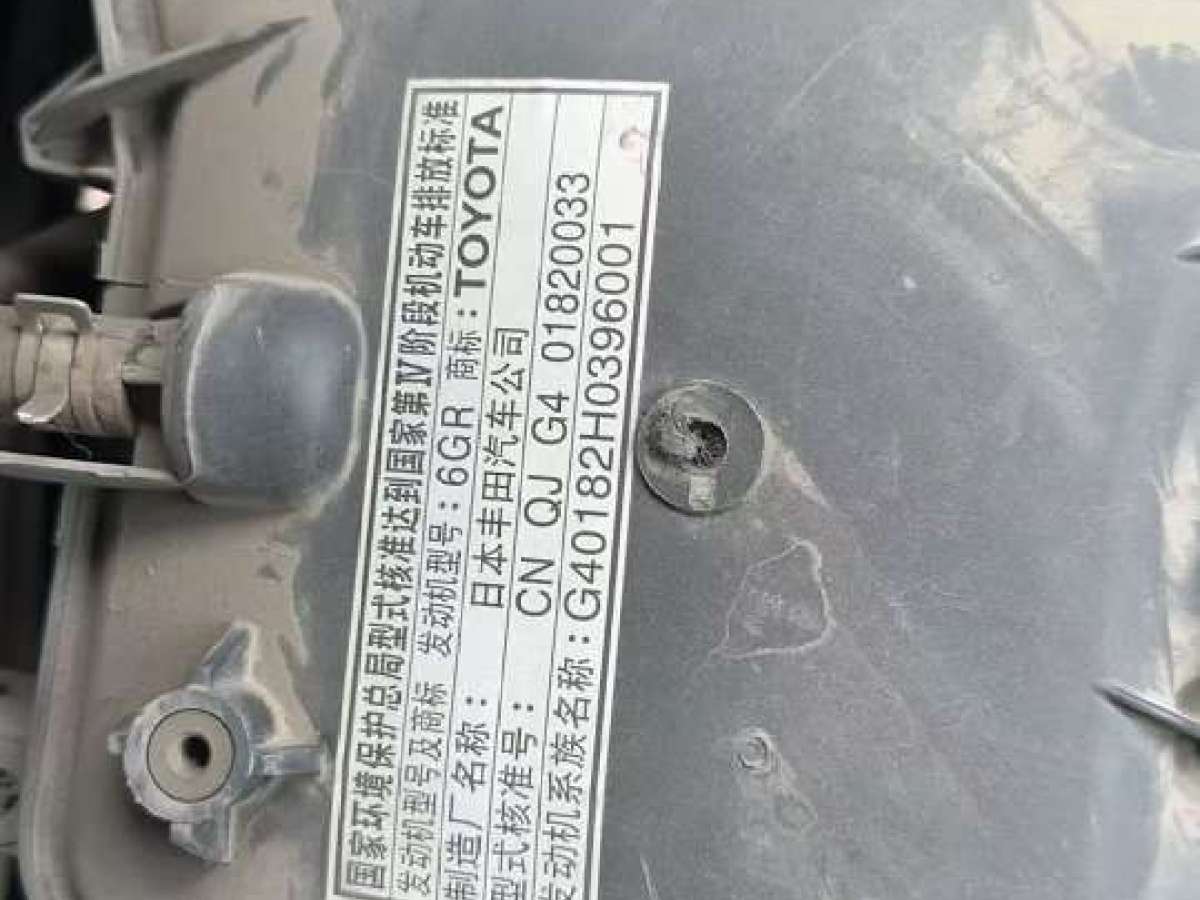 国家环境保护总局型式核准达到国家第Ⅳ阶段机动车排放标准
发动机型号及商标 发动机型号：6GR 商标：TOYOTA
制造厂名称： 日本丰田汽车公司
型式核准号： CN QJ G4 01820033
发动机系族名称：G40182H0396001